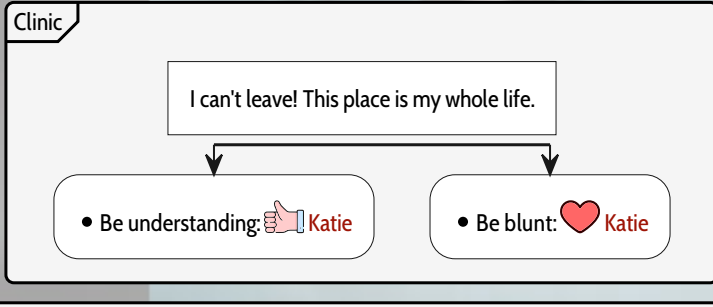 Clinic
I can't leave! This place is my whole life.
• Be understanding: Katie
• Be blunt: Katie